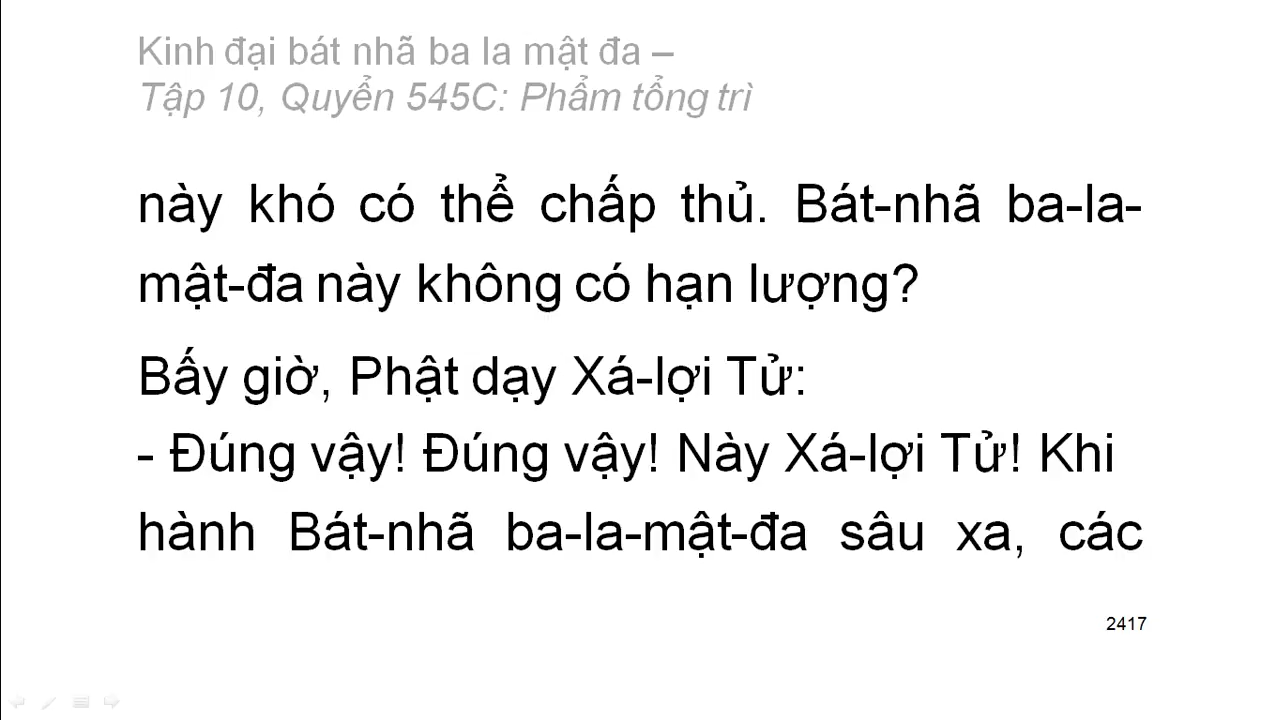 Kinh đại bát nhã ba la mật đa –
Tập 10, Quyển 545C: Phẩm tổng trì
này khó có thể chấp thủ. Bát-nhã ba-la-
mật-đa này không có hạn lượng?
Bấy giờ, Phật dạy Xá-lợi Tử:
- Đúng vậy! Đúng vậy! Này Xá-lợi Tử! Khi
hành Bát-nhã ba-la-mật-đa sâu xa, các
2417